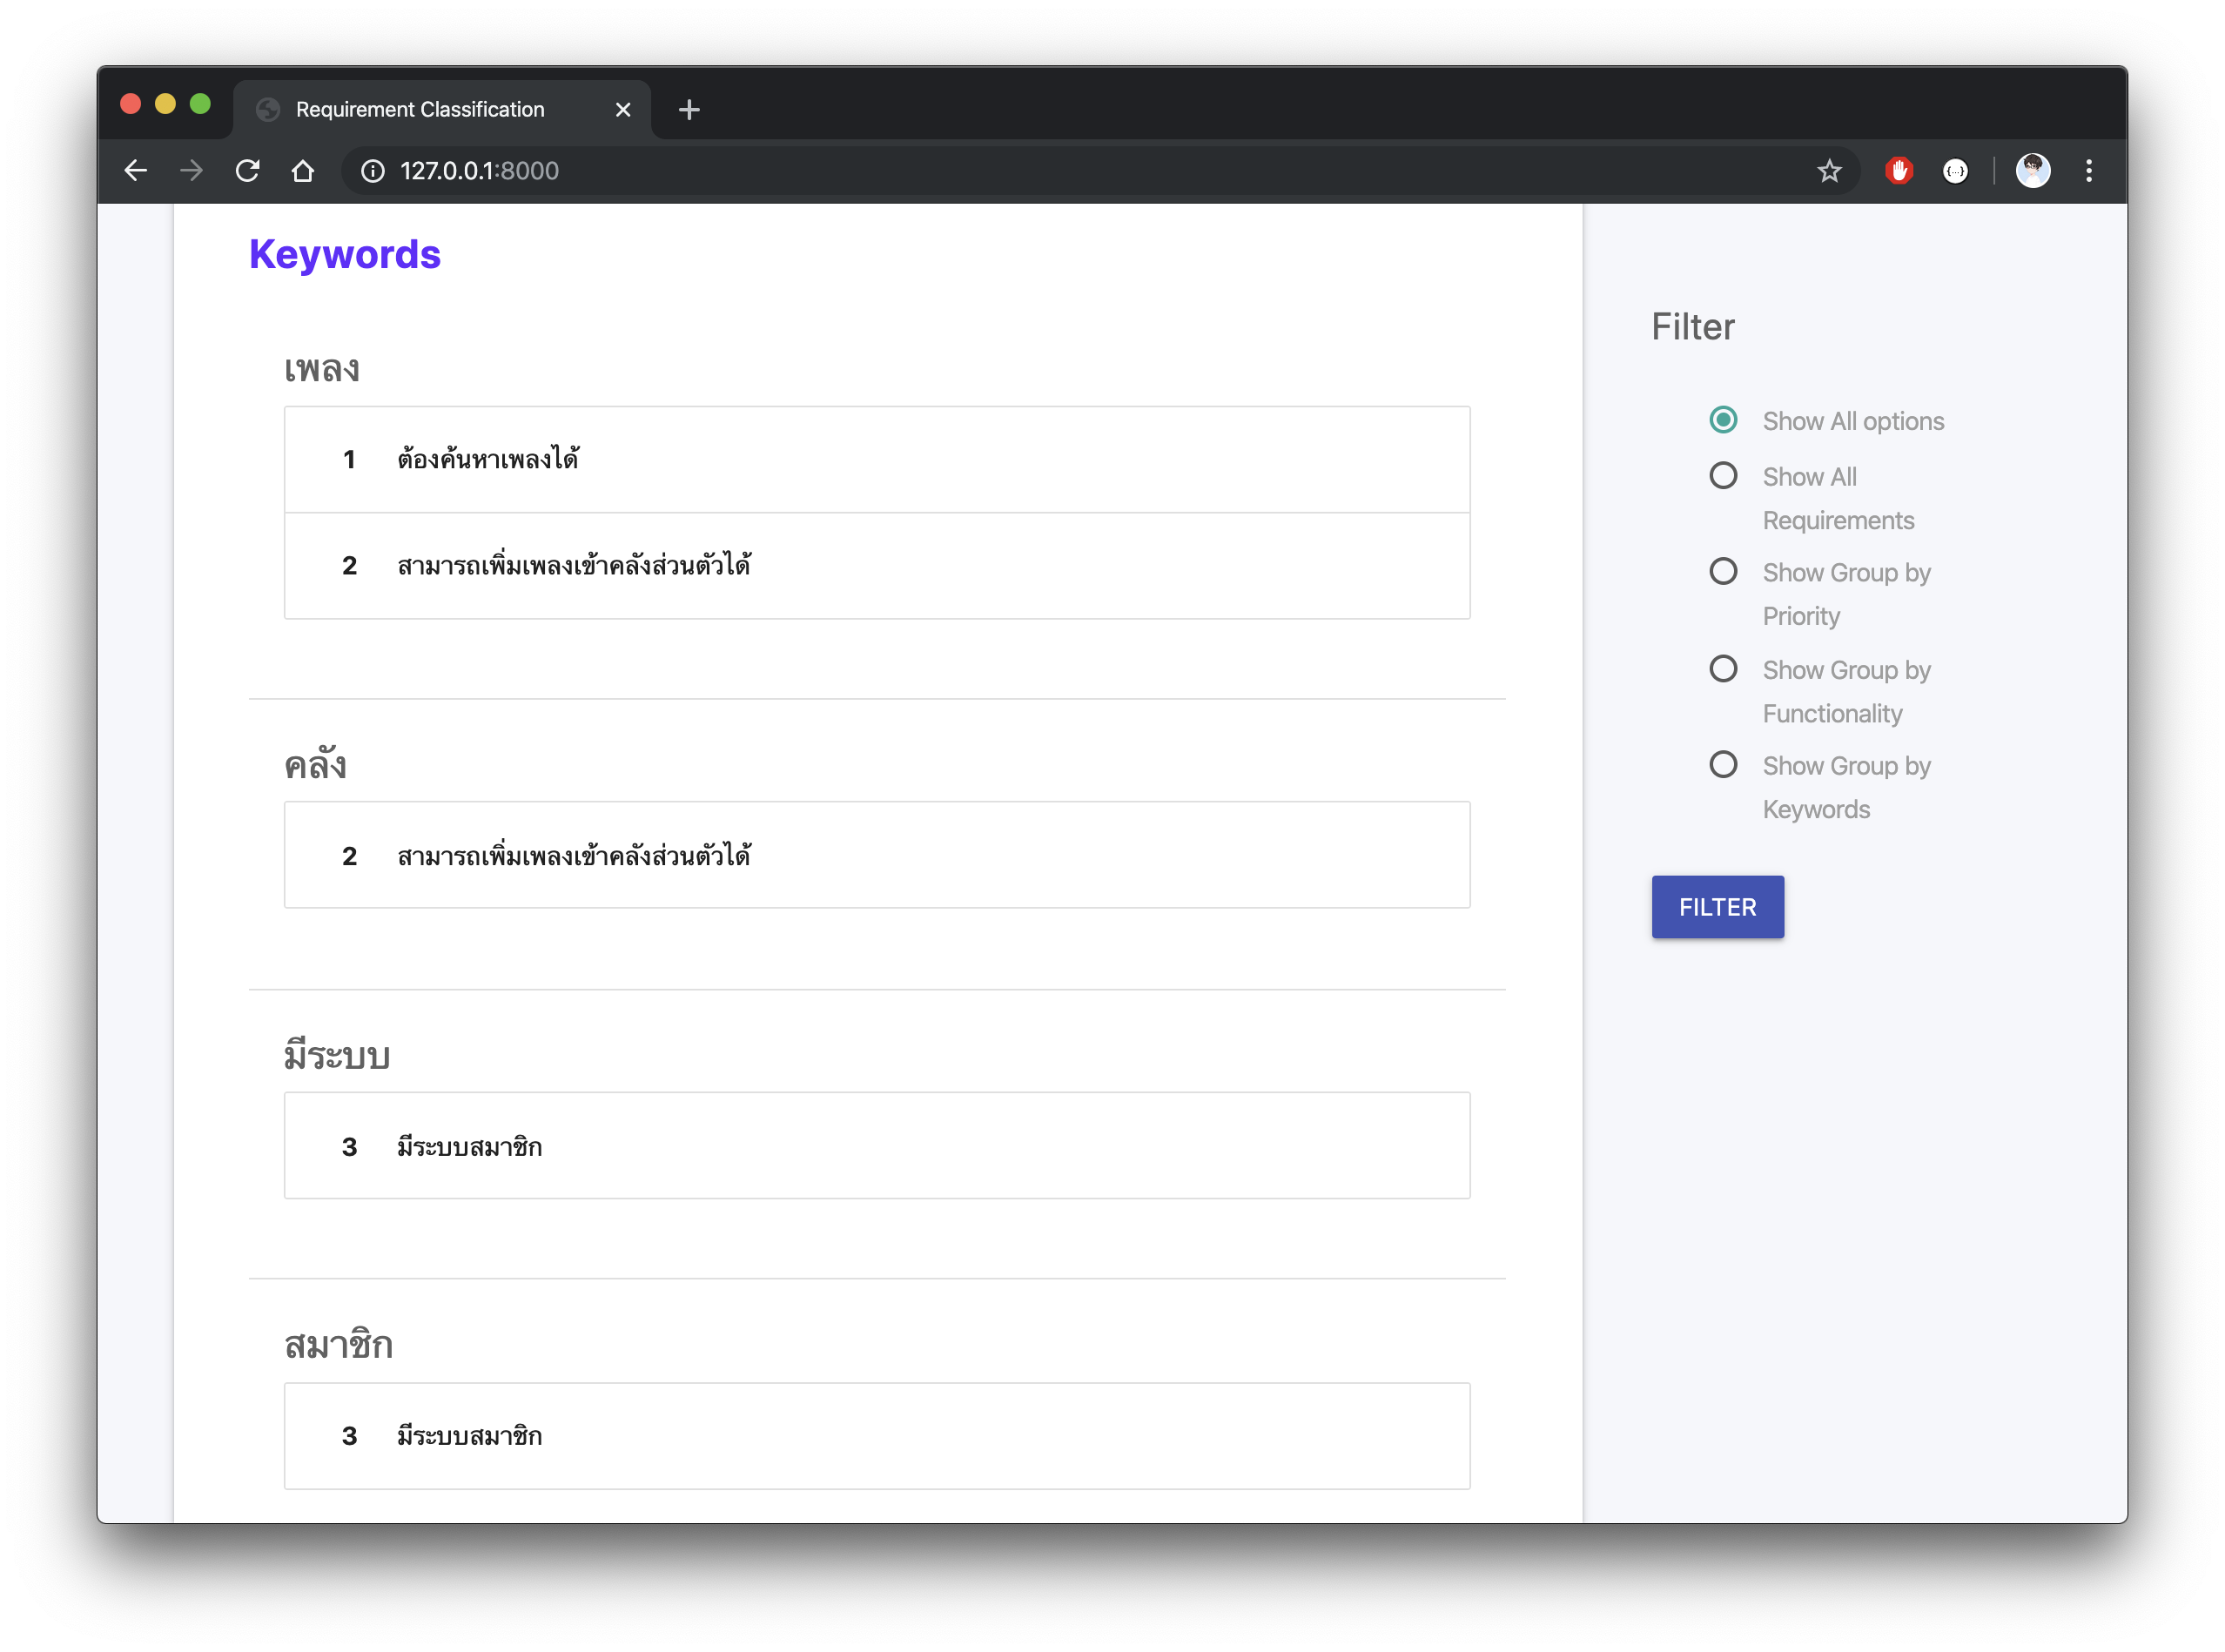 Requirement Classification
127.0.0.1:8000
Keywords
เพลง
1 ต้องค้นหาเพลงได้
2 สามารถเพิ่มเพลงเข้าคลังส่วนตัวได้
คลัง
2 สามารถเพิ่มเพลงเข้าคลังส่วนตัวได้
มีระบบ
3 มีระบบสมาชิก
สมาชิก
3 มีระบบสมาชิก
Filter
Show All options
Show All
Requirements
Show Group by
Priority
Show Group by
Functionality
Show Group by
Keywords
FILTER